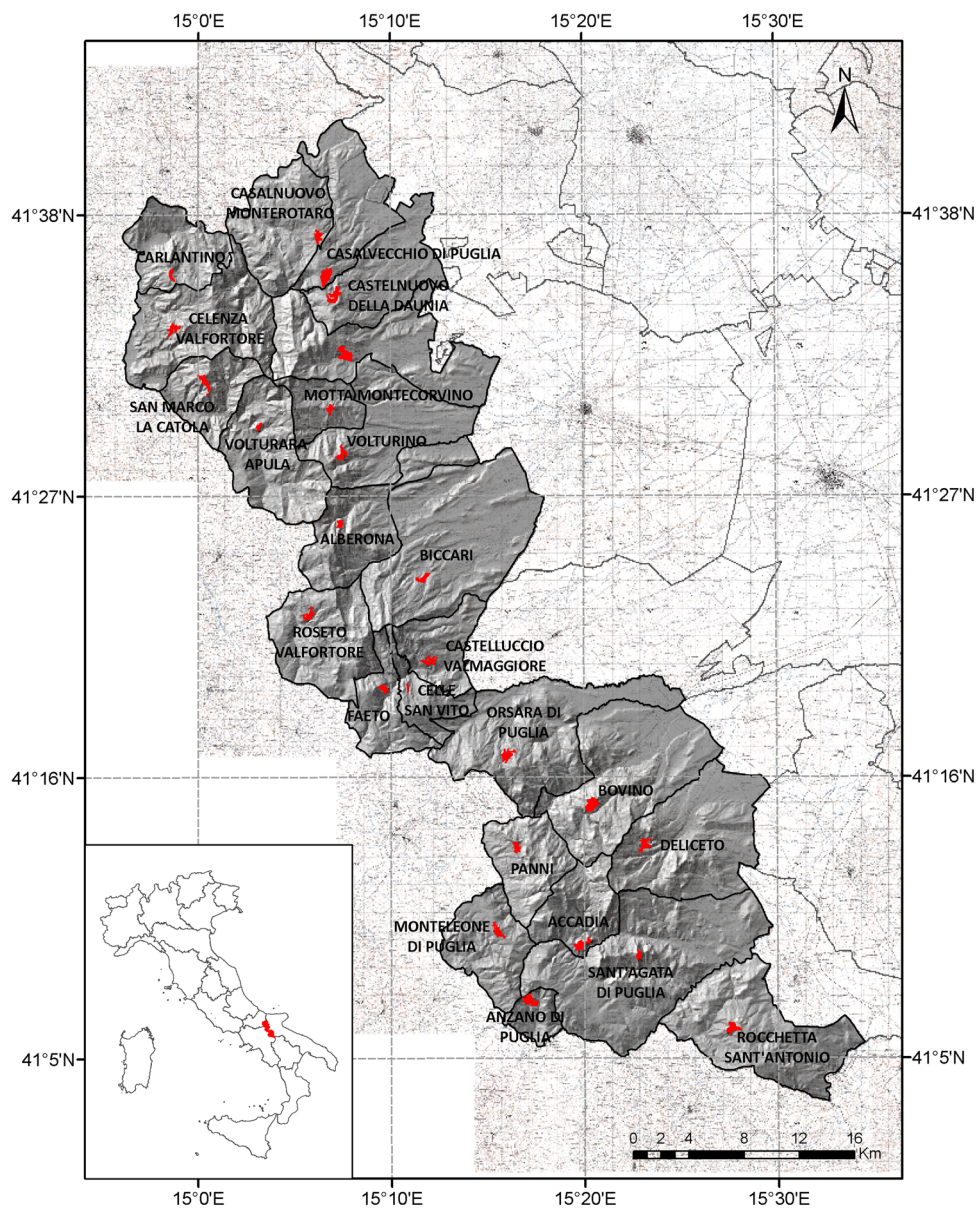 15°0'E
15°10'E
15°20'E
15°30'E
N
41°38'N
41°38'N
CASALNUOVO
MONTEROTARO
CARLANTINO
CASALVECCHIO DI PUGLIA
CASTELNUOVO
DELLA DAUNIA
CELENZA
VALFORTORE
MOTTA MONTECORVINO
SAN MARCO
LA CATOLA
VOLTURARA
APULA
VOLTURINO
41°27'N
41°27'N
ALBERONA
BICCARI
ROSETO
VALFORTORE
CASTELLUCCIO
VALMAGGIORE
CELLE
SAN VITO
FAETO
ORSARA DI
PUGLIA
41°16'N
41°16'N
BOVINO
DELICETO
PANNI
ACCADIA
MONTELEONE
DI PUGLIA
SANT'AGATA
DI PUGLIA
ANZANO DI
PUGLIA
ROCCHETTA
SANT'ANTONIO
41°5'N
41°5'N
0 2 4 8 12 16
Km
15°0'E
15°10'E
15°20'E
15°30'E